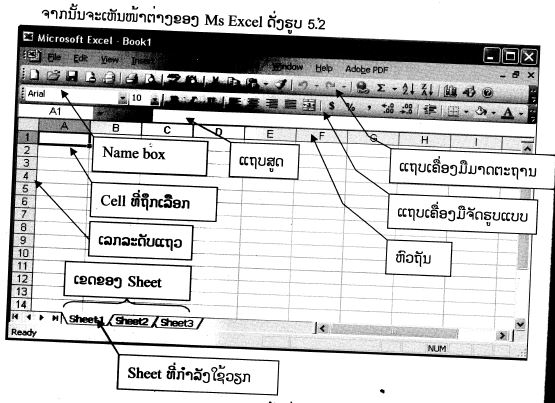 ຈາກນັ້ນຈະເຫັນໜ້າຕ່າງຂອງ Ms Excel ດັ່ງຮູບ 5.2
Microsoft Excel - Book1
File Edit View Insert Window Help Adobe PDF
Arial 10
A1
A B C D E F G H I
1
2
Name box
ແຖບສູດ
ແຖບເຄື່ອງມືມາດຕະຖານ
3
4
5
Cell ທີ່ຖືກເລືອກ
ແຖບເຄື່ອງມືຈັດຮູບແບບ
6
7
8
ເລກລະດັບແຖວ
ຫົວຖັນ
9
10
11
ເຂດຂອງ Sheet
12
13
14
Sheet1 Sheet2 Sheet3
Ready
NUM
Sheet ທີ່ກຳລັງໃຊ້ວຽກ